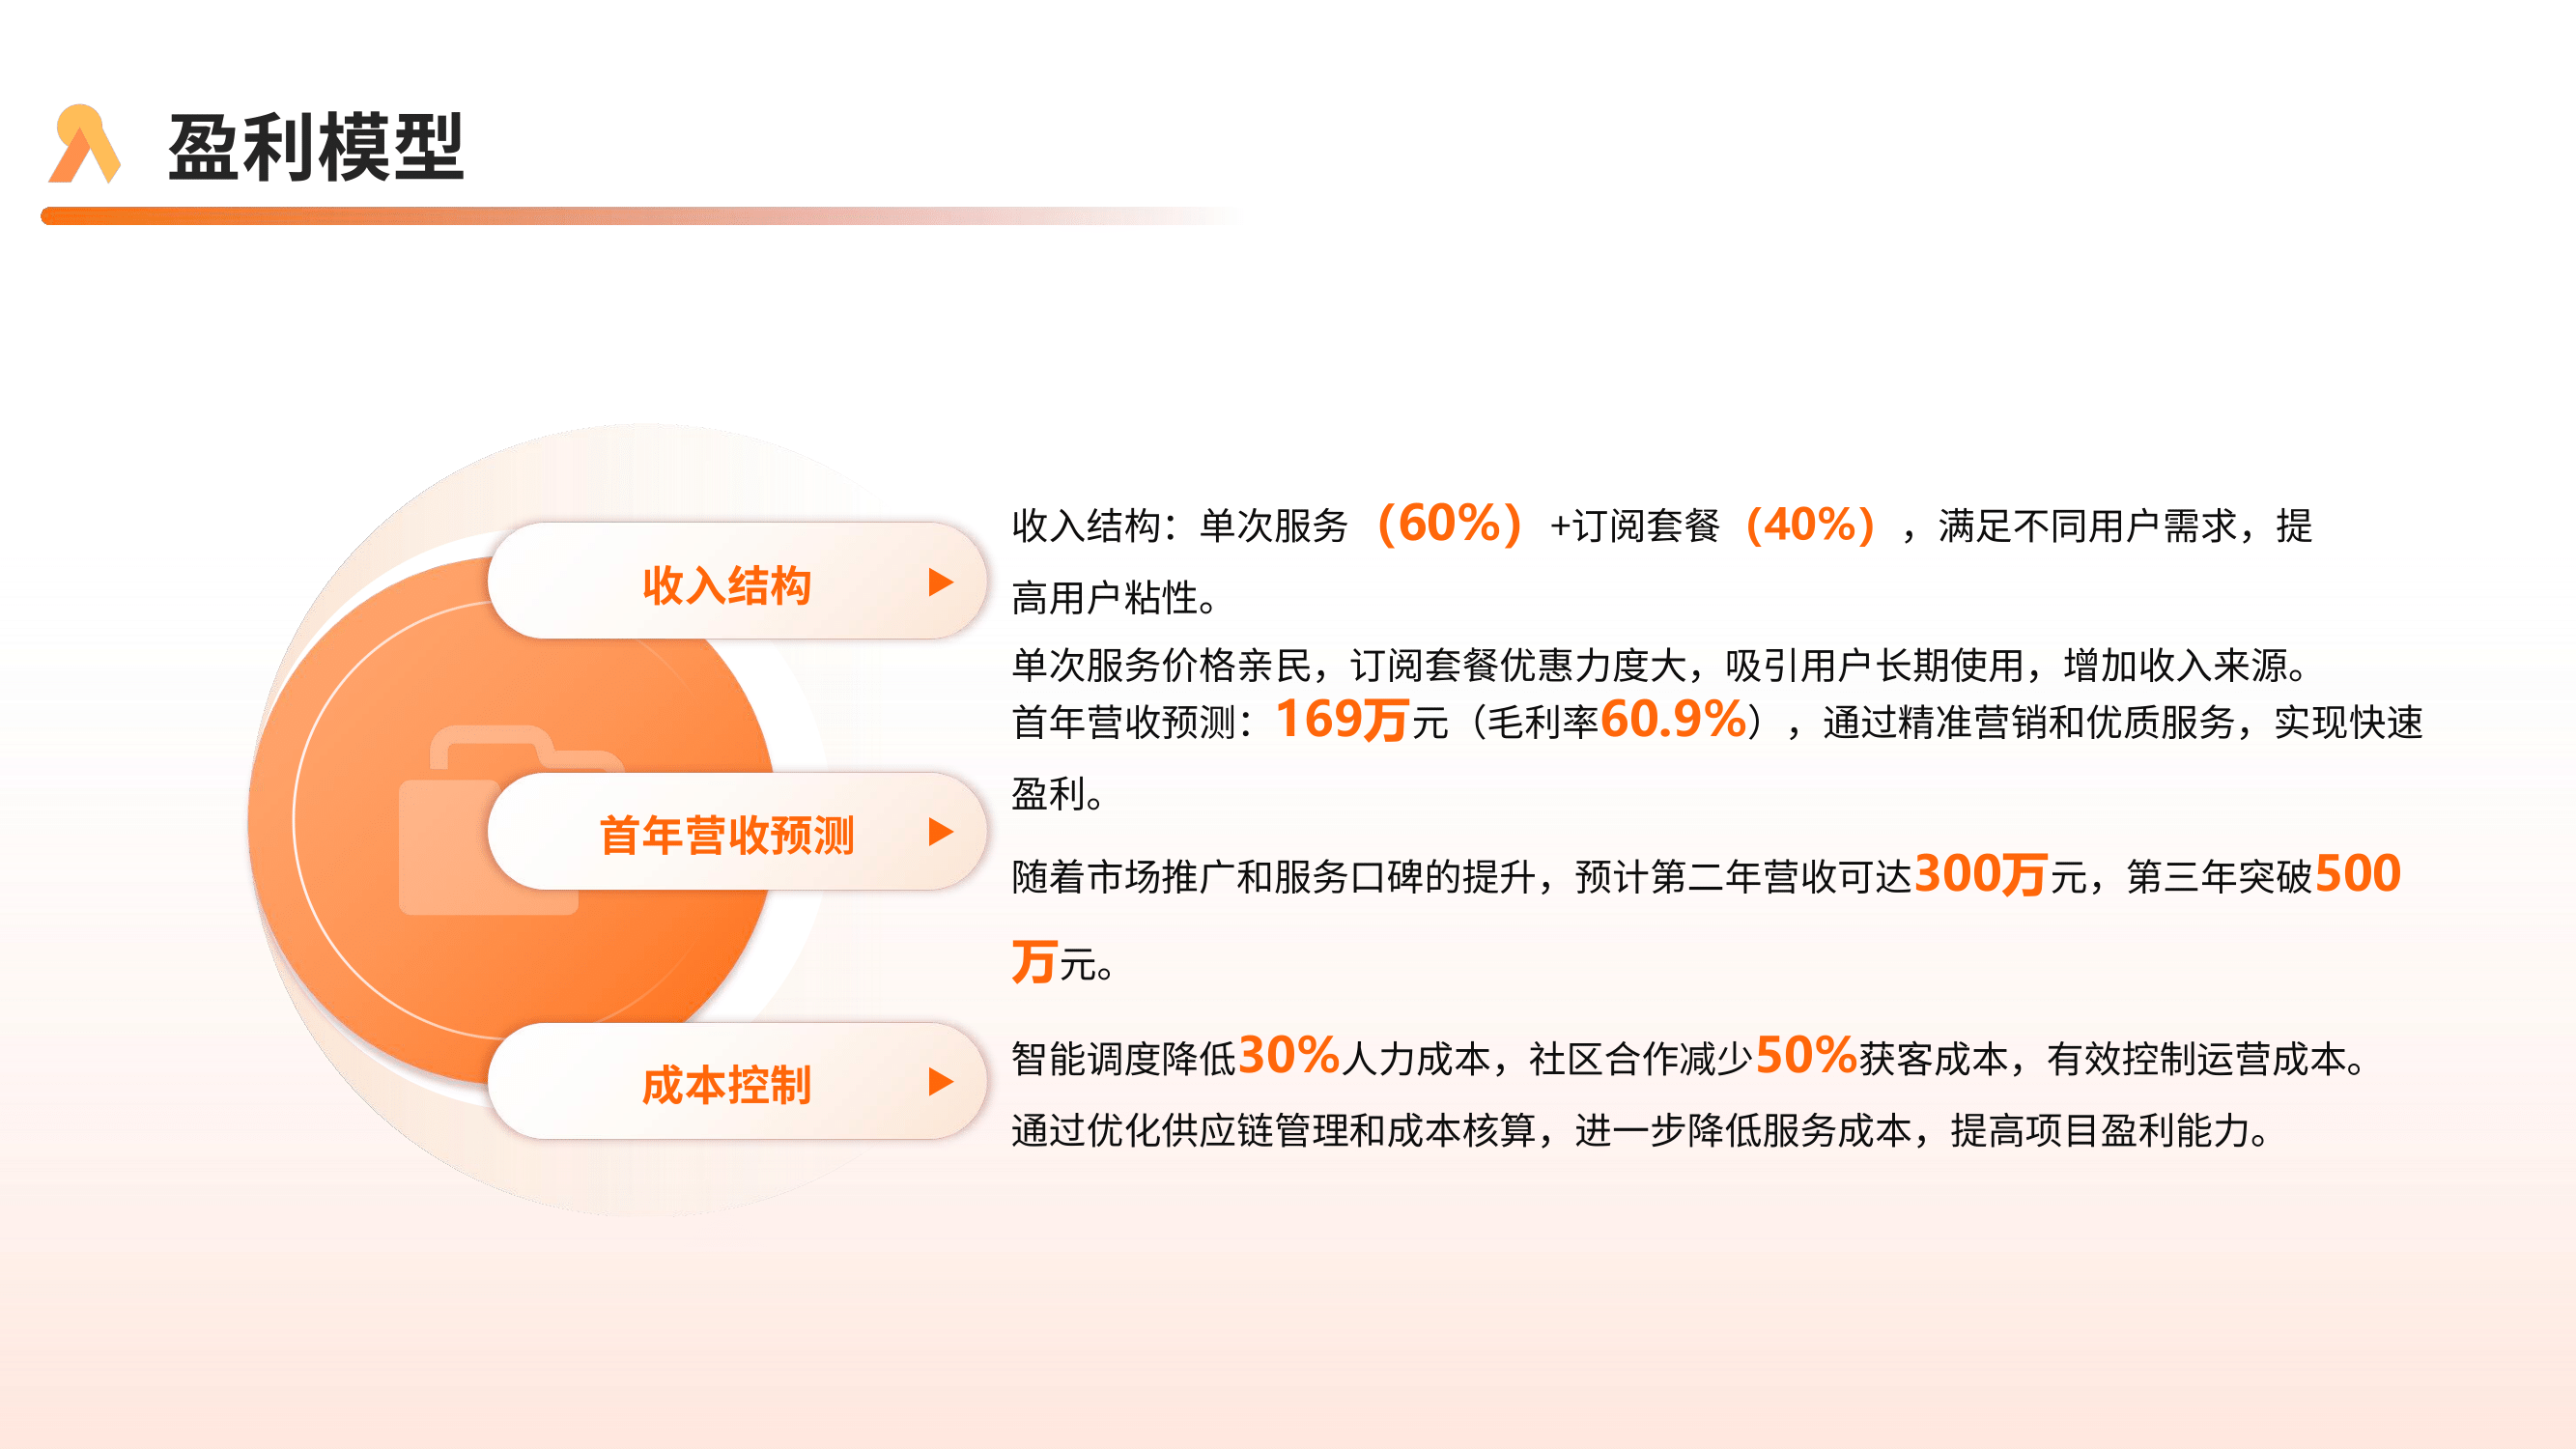 盈利模型
收入结构
收入结构：单次服务（60%）+订阅套餐（40%），满足不同用户需求，提
高用户粘性。
单次服务价格亲民，订阅套餐优惠力度大，吸引用户长期使用，增加收入来源。
首年营收预测
首年营收预测：169万元（毛利率60.9%），通过精准营销和优质服务，实现快速
盈利。
随着市场推广和服务口碑的提升，预计第二年营收可达300万元，第三年突破500
万元。
成本控制
智能调度降低30%人力成本，社区合作减少50%获客成本，有效控制运营成本。
通过优化供应链管理和成本核算，进一步降低服务成本，提高项目盈利能力。